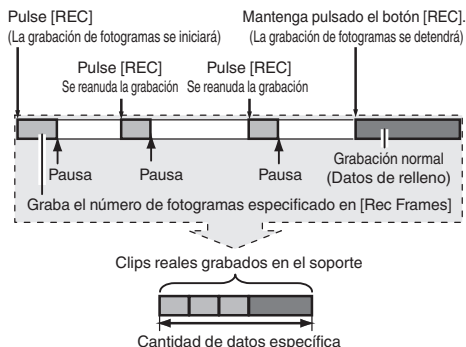 Pulse [REC]
(La grabación de fotogramas se iniciará)
Mantenga pulsado el botón [REC].
(La grabación de fotogramas se detendrá)
Pulse [REC]
Se reanuda la grabación
Pulse [REC]
Se reanuda la grabación
Pausa
Pausa
Pausa
Grabación normal
(Datos de relleno)
Graba el número de fotogramas especificado en [Rec Frames]
Clips reales grabados en el soporte
Cantidad de datos específica